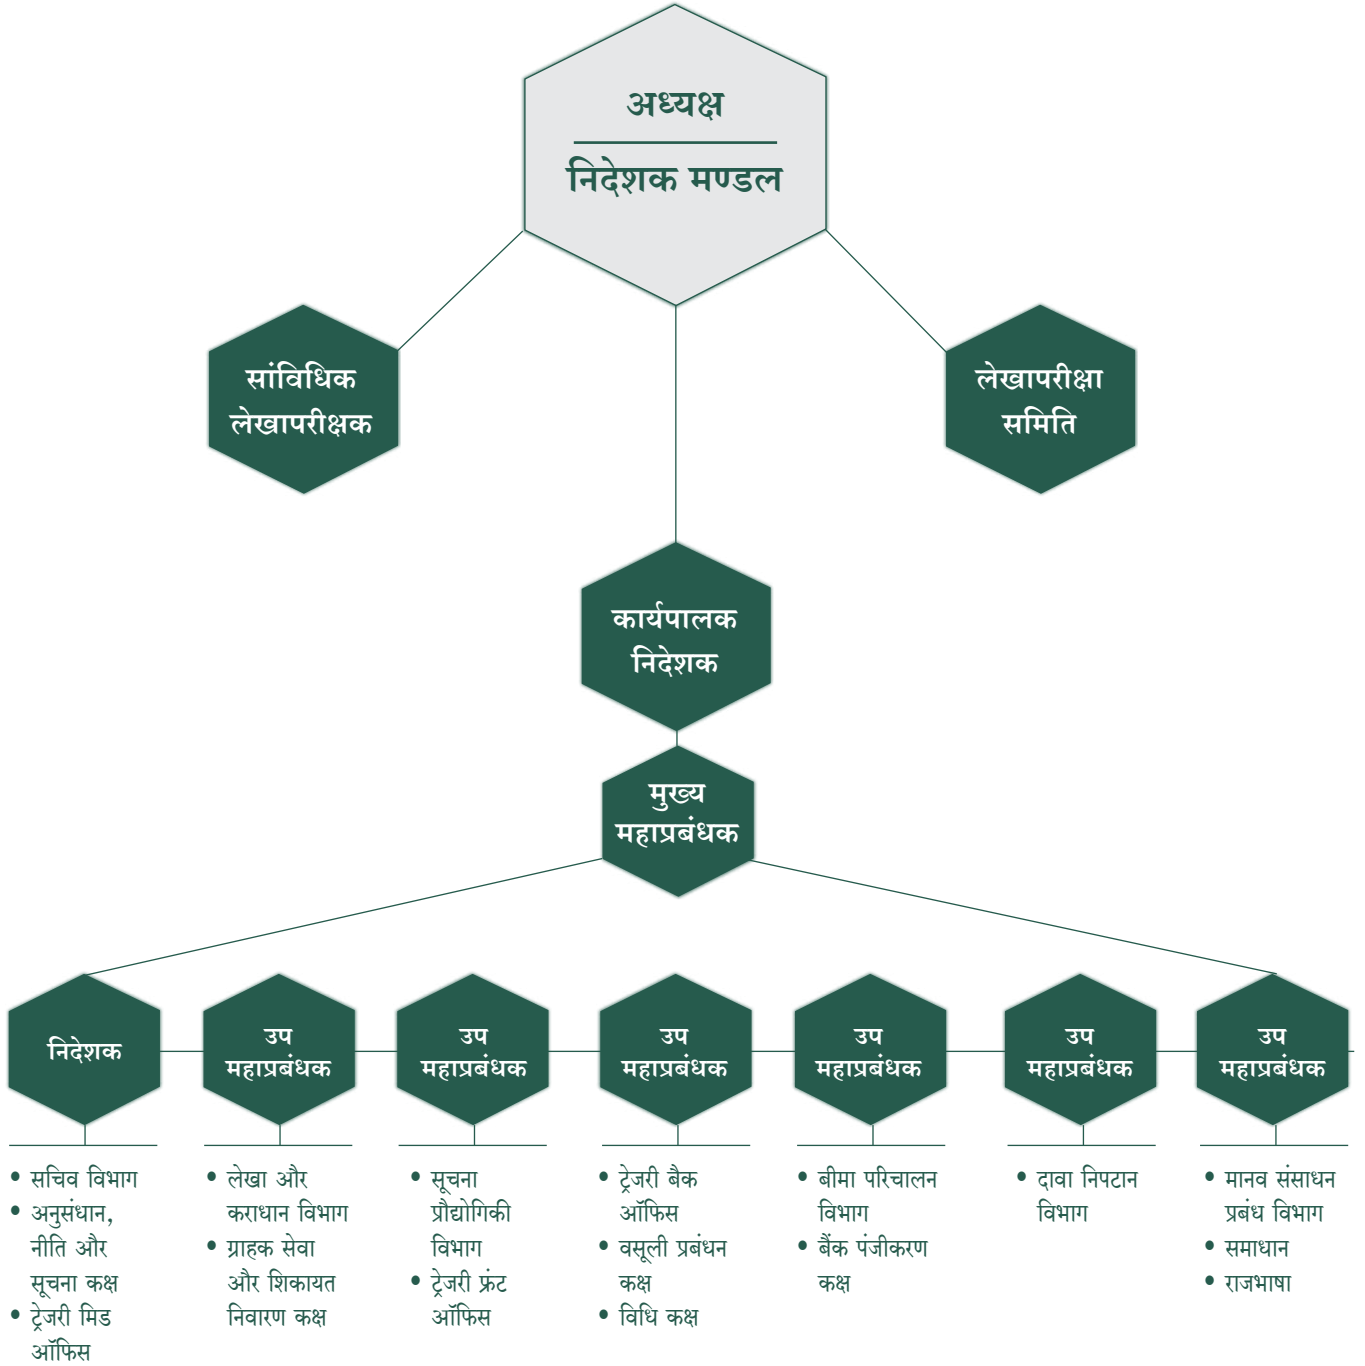 अध्यक्ष
निदेशक मण्डल
सांविधिक
लेखापरीक्षक
लेखापरीक्षा
समिति
कार्यपालक
निदेशक
मुख्य
महाप्रबंधक
निदेशक
उप
महाप्रबंधक
उप
महाप्रबंधक
उप
महाप्रबंधक
उप
महाप्रबंधक
उप
महाप्रबंधक
उप
महाप्रबंधक
• सचिव विभाग
• अनुसंधान,
नीति और
सूचना कक्ष
• ट्रेजरी मिड
ऑफिस
• लेखा और
कराधान विभाग
• ग्राहक सेवा
और शिकायत
निवारण कक्ष
• सूचना
प्रौद्योगिकी
विभाग
• ट्रेजरी फ्रंट
ऑफिस
• ट्रेजरी बैक
ऑफिस
• वसूली प्रबंधन
कक्ष
• विधि कक्ष
• बीमा परिचालन
विभाग
• बैंक पंजीकरण
कक्ष
• दावा निपटान
विभाग
• मानव संसाधन
प्रबंध विभाग
• समाधान
• राजभाषा